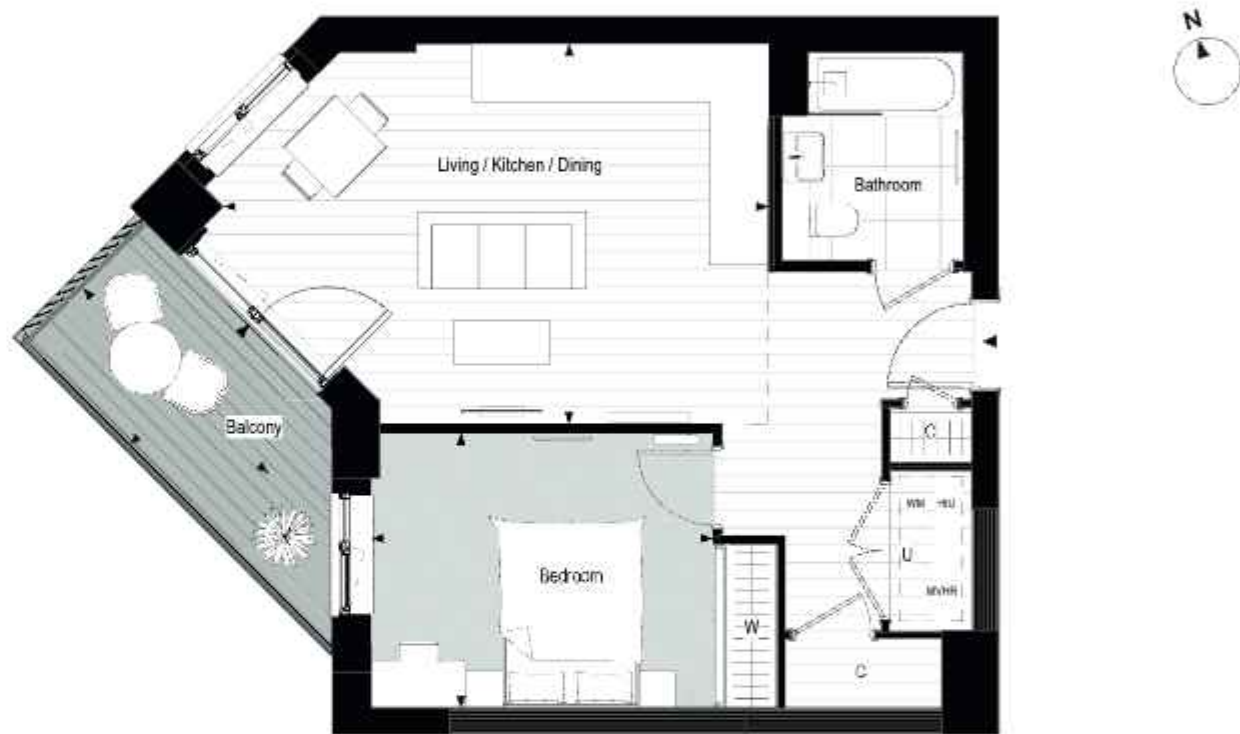 N
Living / Kitchen / Dining
Bathroom
Balcony
C
WM HIU
U
Bedroom
MVHR
W
C